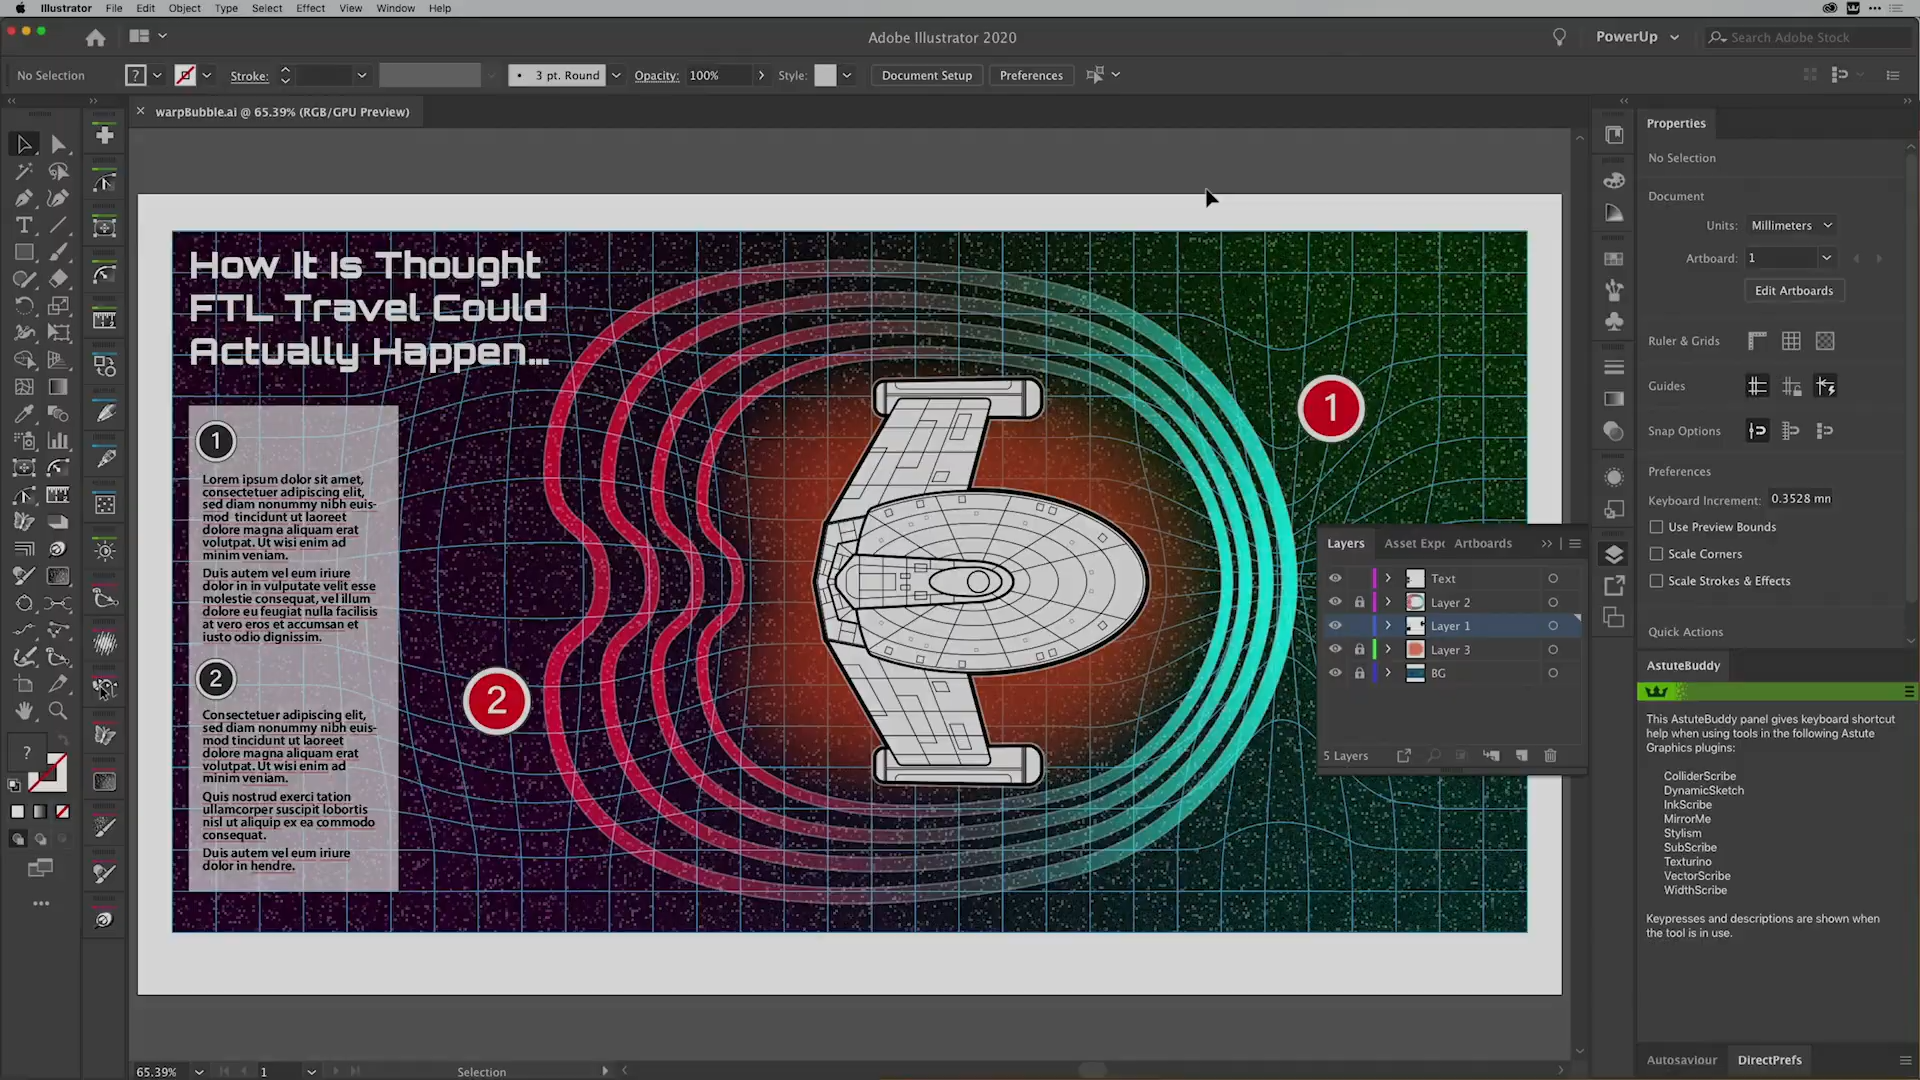 Illustrator File Edit Object Type Select Effect View Window Help
Adobe Illustrator 2020
PowerUp
Search Adobe Stock
No Selection
?
Stroke:
3 pt. Round
Opacity: 100%
Style:
Document Setup
Preferences
warpBubble.ai @ 65.39% (RGB/GPU Preview)
How It Is Thought
FTL Travel Could
Actually Happen...
1
Lorem ipsum dolor sit amet,
consectetuer adipiscing elit,
sed diam nonummy nibh euis-
mod tincidunt ut laoreet
dolore magna aliquam erat
volutpat. Ut wisi enim ad
minim veniam.
Duis autem vel eum iriure
dolor in in vulputate velit esse
molestie consequat, vel illum
dolore eu feugiat nulla facilisis
at vero eros et accumsan et
iusto odio dignissim.
2
Consectetuer adipiscing elit,
sed diam nonummy nibh euis-
mod tincidunt ut laoreet
dolore magna aliquam erat
volutpat. Ut wisi enim ad
minim veniam.
Quis nostrud exerci tation
ullamcorper suscipit lobortis
nisl ut aliquip ex ea commodo
consequat.
Duis autem vel eum iriure
dolor in hendre.
1
2
Layers Asset Expo Artboards
Text
Layer 2
Layer 1
Layer 3
BG
5 Layers
Properties
No Selection
Document
Units: Millimeters
Artboard: 1
Edit Artboards
Ruler & Grids
Guides
Snap Options
Preferences
Keyboard Increment: 0.3528 mn
Use Preview Bounds
Scale Corners
Scale Strokes & Effects
Quick Actions
AstuteBuddy
This AstuteBuddy panel gives keyboard shortcut
help when using tools in the following Astute
Graphics plugins:
ColliderScribe
DynamicSketch
InkScribe
MirrorMe
Stylism
SubScribe
Texturino
VectorScribe
WidthScribe
Keypresses and descriptions are shown when
the tool is in use.
Autosaviour DirectPrefs
?
65.39%
1
Selection